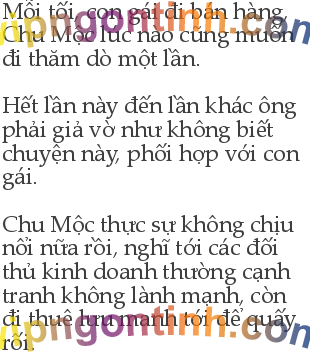 Mỗi tối, con gái đi bán hàng,
Chu Mộc lúc nào cũng muốn
đi thăm dò một lần.
Hết lần này đến lần khác ông
phải giả vờ như không biết
chuyện này, phối hợp với con
gái.
Chu Mộc thực sự không chịu
nổi nữa rồi, nghĩ tới các đối
thủ kinh doanh thường cạnh
tranh không lành mạnh, còn
đi thuê lưu manh tới để quấy
rối.